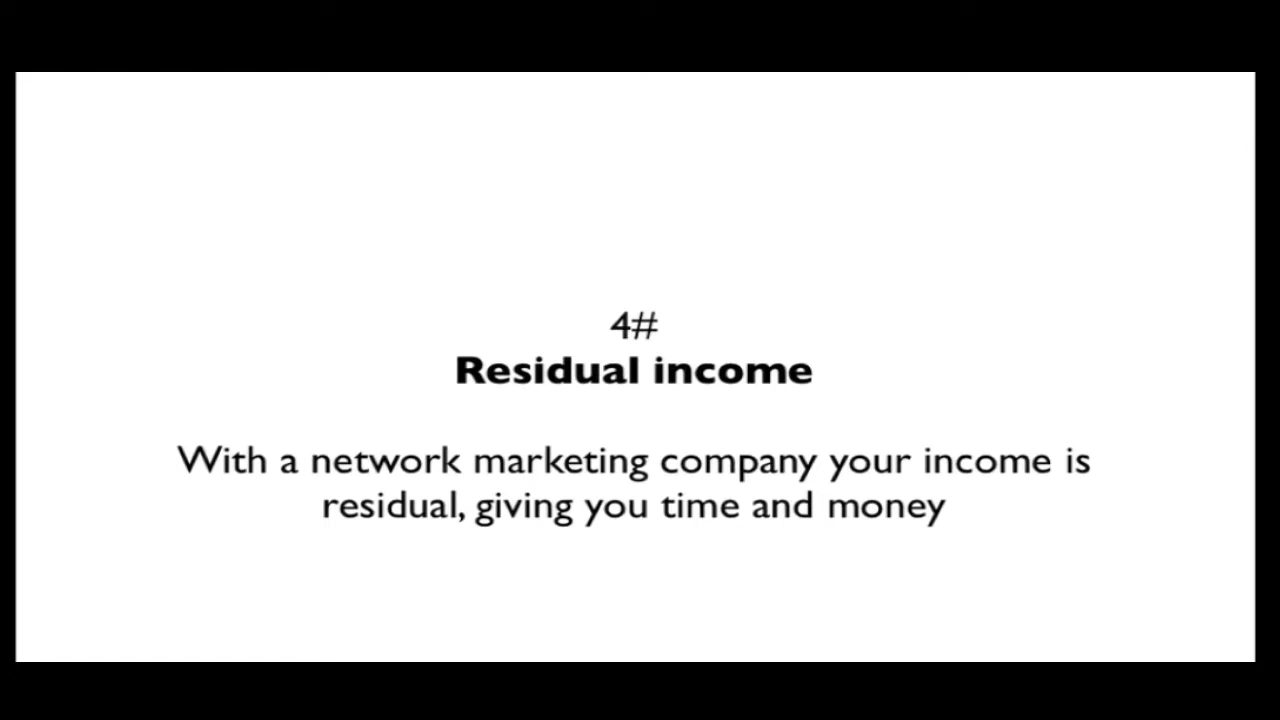 4#
Residual income
With a network marketing company your income is
residual, giving you time and money